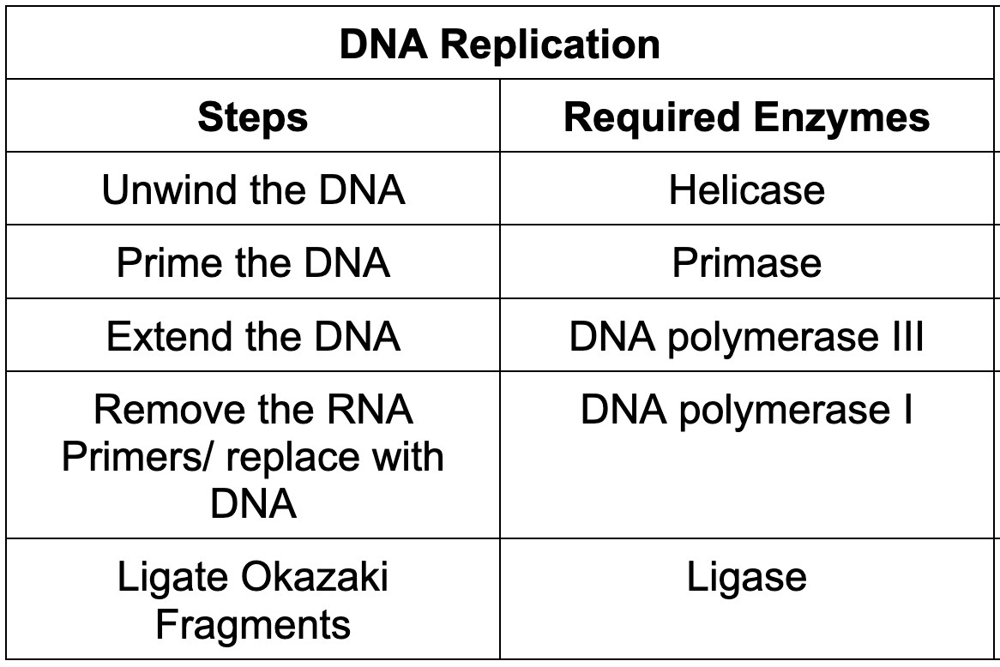 DNA Replication
Steps
Required Enzymes
Unwind the DNA
Helicase
Prime the DNA
Primase
Extend the DNA
DNA polymerase III
Remove the RNA
Primers/ replace with
DNA
DNA polymerase I
Ligate Okazaki
Fragments
Ligase